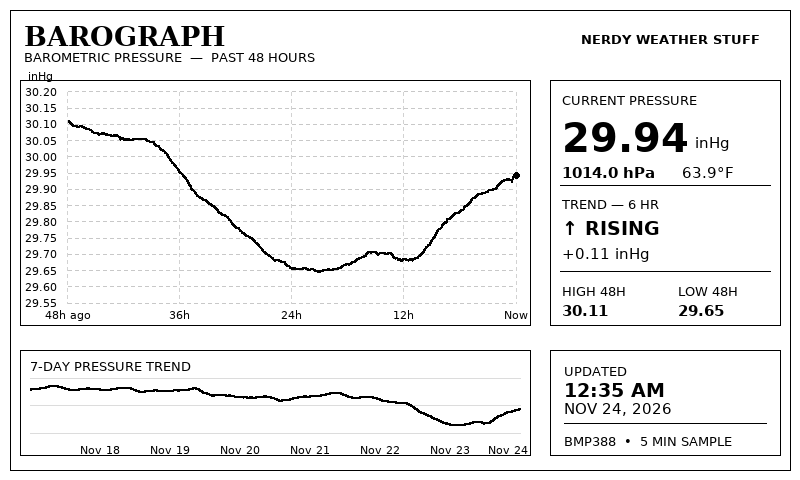 BAROGRAPH
BAROMETRIC PRESSURE — PAST 48 HOURS
NERDY WEATHER STUFF
inHg
30.20
30.15
30.10
30.05
30.00
29.95
29.90
29.85
29.80
29.75
29.70
29.65
29.60
29.55
48h ago 36h 24h 12h Now
CURRENT PRESSURE
29.94 inHg
1014.0 hPa 63.9°F
TREND — 6 HR
↑ RISING
+0.11 inHg
HIGH 48H LOW 48H
30.11 29.65
7-DAY PRESSURE TREND
Nov 18 Nov 19 Nov 20 Nov 21 Nov 22 Nov 23 Nov 24
UPDATED
12:35 AM
NOV 24, 2026
BMP388 • 5 MIN SAMPLE